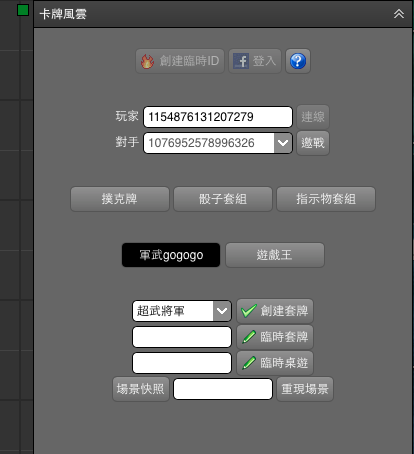 卡牌風雲
創建臨時ID 登入 ?
玩家 1154876131207279 連線
對手 1076952578996326 邀戰
撲克牌 骰子套組 指示物套組
軍武gogogo 遊戲王
超武將軍 創建套牌
臨時套牌
臨時桌遊
場景快照 重現場景